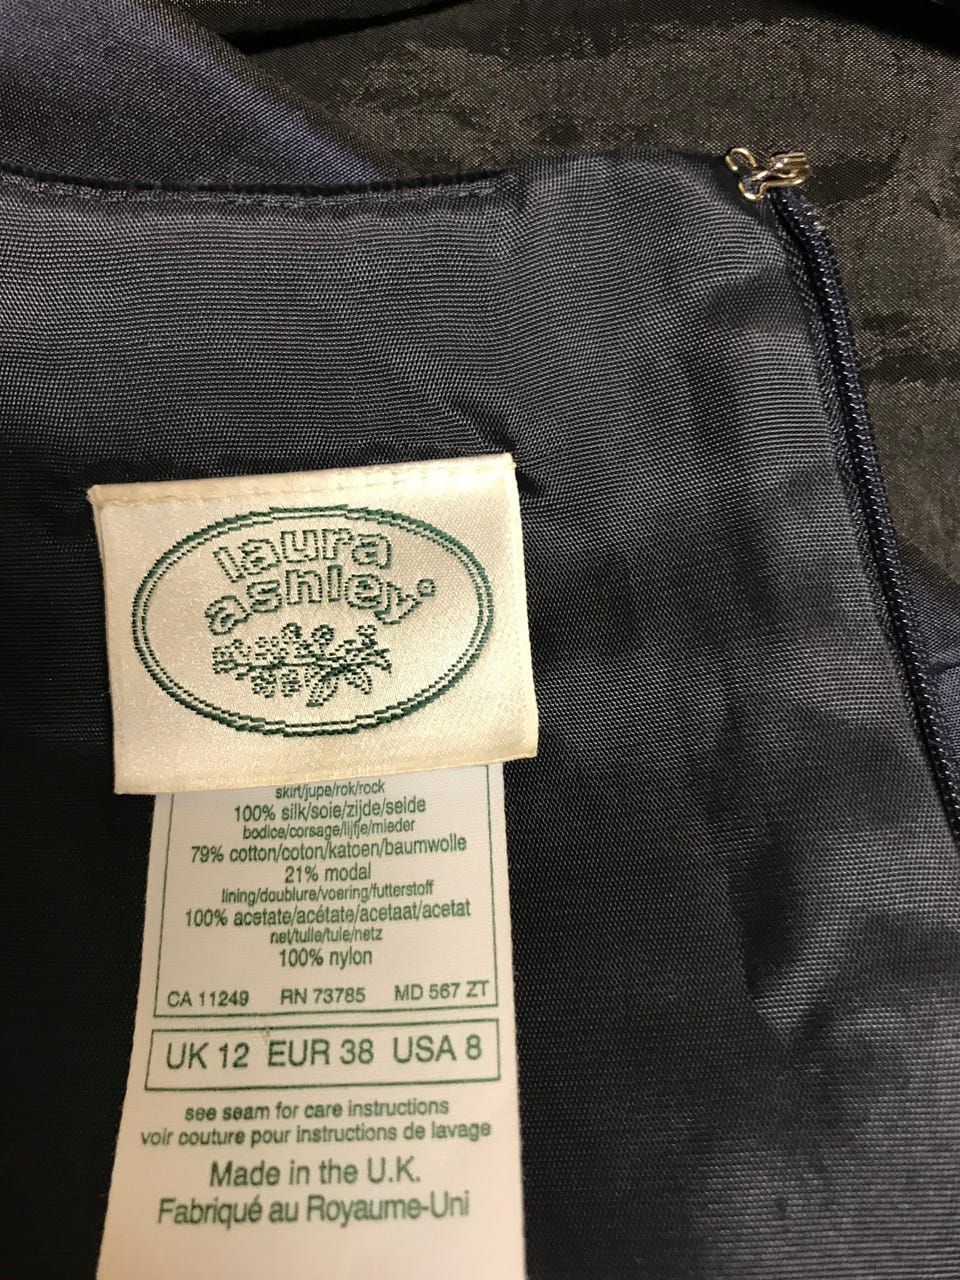 laura
ashley®
skirt/jupe/rok/rock
100% silk/soie/zijde/seide
bodice/corsage/lijfje/mieder
79% cotton/coton/katoen/baumwolle
21% modal
lining/doublure/voering/futterstoff
100% acetate/acétate/acetaat/acetat
net/tulle/tule/netz
100% nylon
CA 11249 RN 73785 MD 567 ZT
UK 12 EUR 38 USA 8
see seam for care instructions
voir couture pour instructions de lavage
Made in the U.K.
Fabriqué au Royaume-Uni